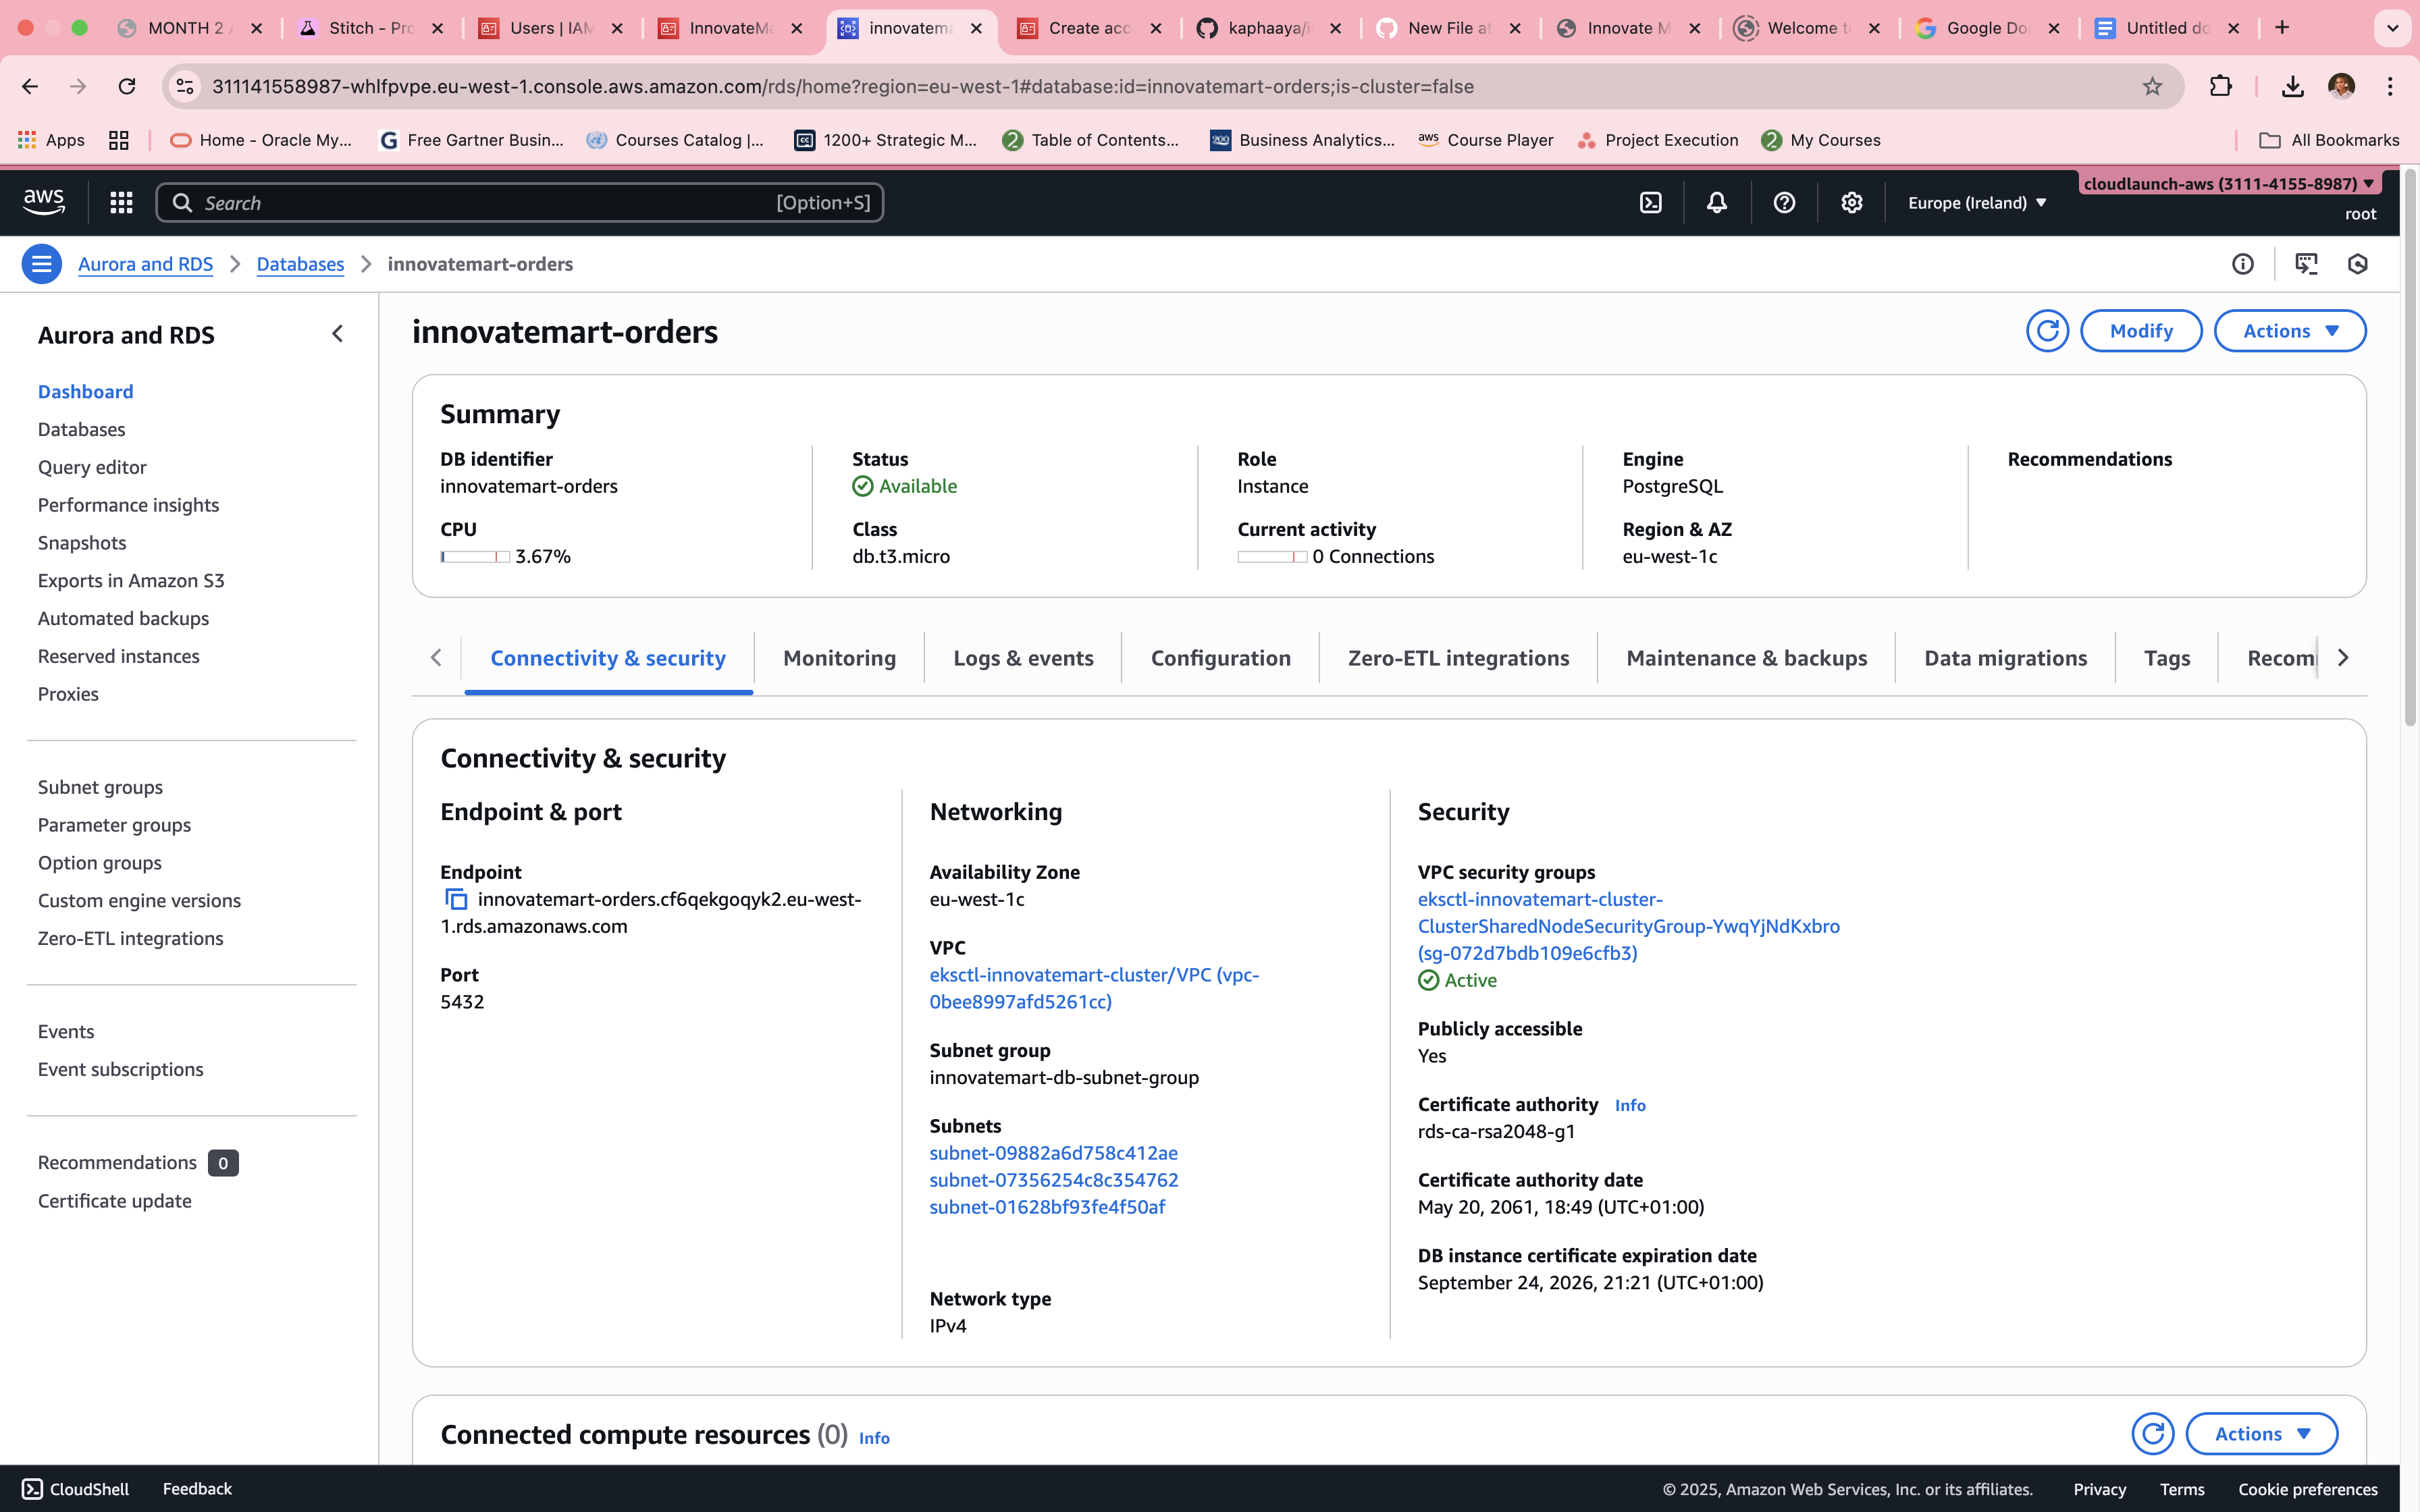 MONTH 2
Stitch - Pro
Users | IAM
InnovateMa
innovatema
Create acc
kaphaaya/i
New File at
Innovate M
Welcome t
Google Do
Untitled do
311141558987-whlfpvpe.eu-west-1.console.aws.amazon.com/rds/home?region=eu-west-1#database:id=innovatemart-orders;is-cluster=false
Apps
Home - Oracle My...
Free Gartner Busin...
Courses Catalog |...
1200+ Strategic M...
Table of Contents...
Business Analytics...
aws
Course Player
Project Execution
My Courses
All Bookmarks
aws
Search
[Option+S]
Europe (Ireland)
cloudlaunch-aws (3111-4155-8987)
root
Aurora and RDS
Databases
innovatemart-orders
Aurora and RDS
Dashboard
Databases
Query editor
Performance insights
Snapshots
Exports in Amazon S3
Automated backups
Reserved instances
Proxies
Subnet groups
Parameter groups
Option groups
Custom engine versions
Zero-ETL integrations
Events
Event subscriptions
Recommendations 0
Certificate update
innovatemart-orders
Modify
Actions
Summary
DB identifier
innovatemart-orders
Status
Available
Role
Instance
Engine
PostgreSQL
Recommendations
CPU
3.67%
Class
db.t3.micro
Current activity
0 Connections
Region & AZ
eu-west-1c
Connectivity & security
Monitoring
Logs & events
Configuration
Zero-ETL integrations
Maintenance & backups
Data migrations
Tags
Recom
Connectivity & security
Endpoint & port
Endpoint
innovatemart-orders.cf6qekgoqyk2.eu-west-
1.rds.amazonaws.com
Port
5432
Networking
Availability Zone
eu-west-1c
VPC
eksctl-innovatemart-cluster/VPC (vpc-
0bee8997afd5261cc)
Subnet group
innovatemart-db-subnet-group
Subnets
subnet-09882a6d758c412ae
subnet-07356254c8c354762
subnet-01628bf93fe4f50af
Network type
IPv4
Security
VPC security groups
eksctl-innovatemart-cluster-
ClusterSharedNodeSecurityGroup-YwqYjNdKxbro
(sg-072d7bdb109e6cfb3)
Active
Publicly accessible
Yes
Certificate authority Info
rds-ca-rsa2048-g1
Certificate authority date
May 20, 2061, 18:49 (UTC+01:00)
DB instance certificate expiration date
September 24, 2026, 21:21 (UTC+01:00)
Connected compute resources (0) Info
Actions
CloudShell
Feedback
© 2025, Amazon Web Services, Inc. or its affiliates.
Privacy
Terms
Cookie preferences